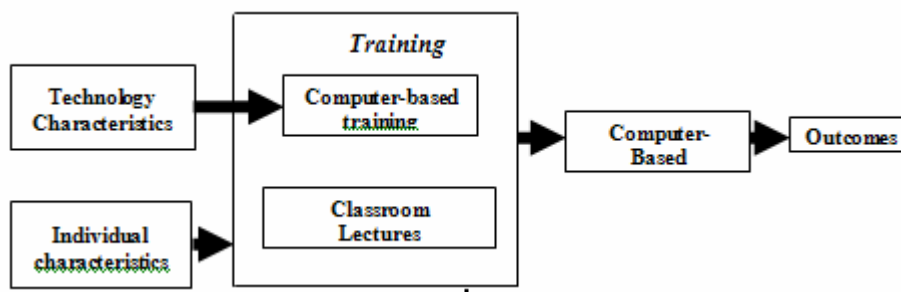 Training
Technology
Characteristics
Computer-based
training
Computer-
Based
Outcomes
Individual
characteristics
Classroom
Lectures